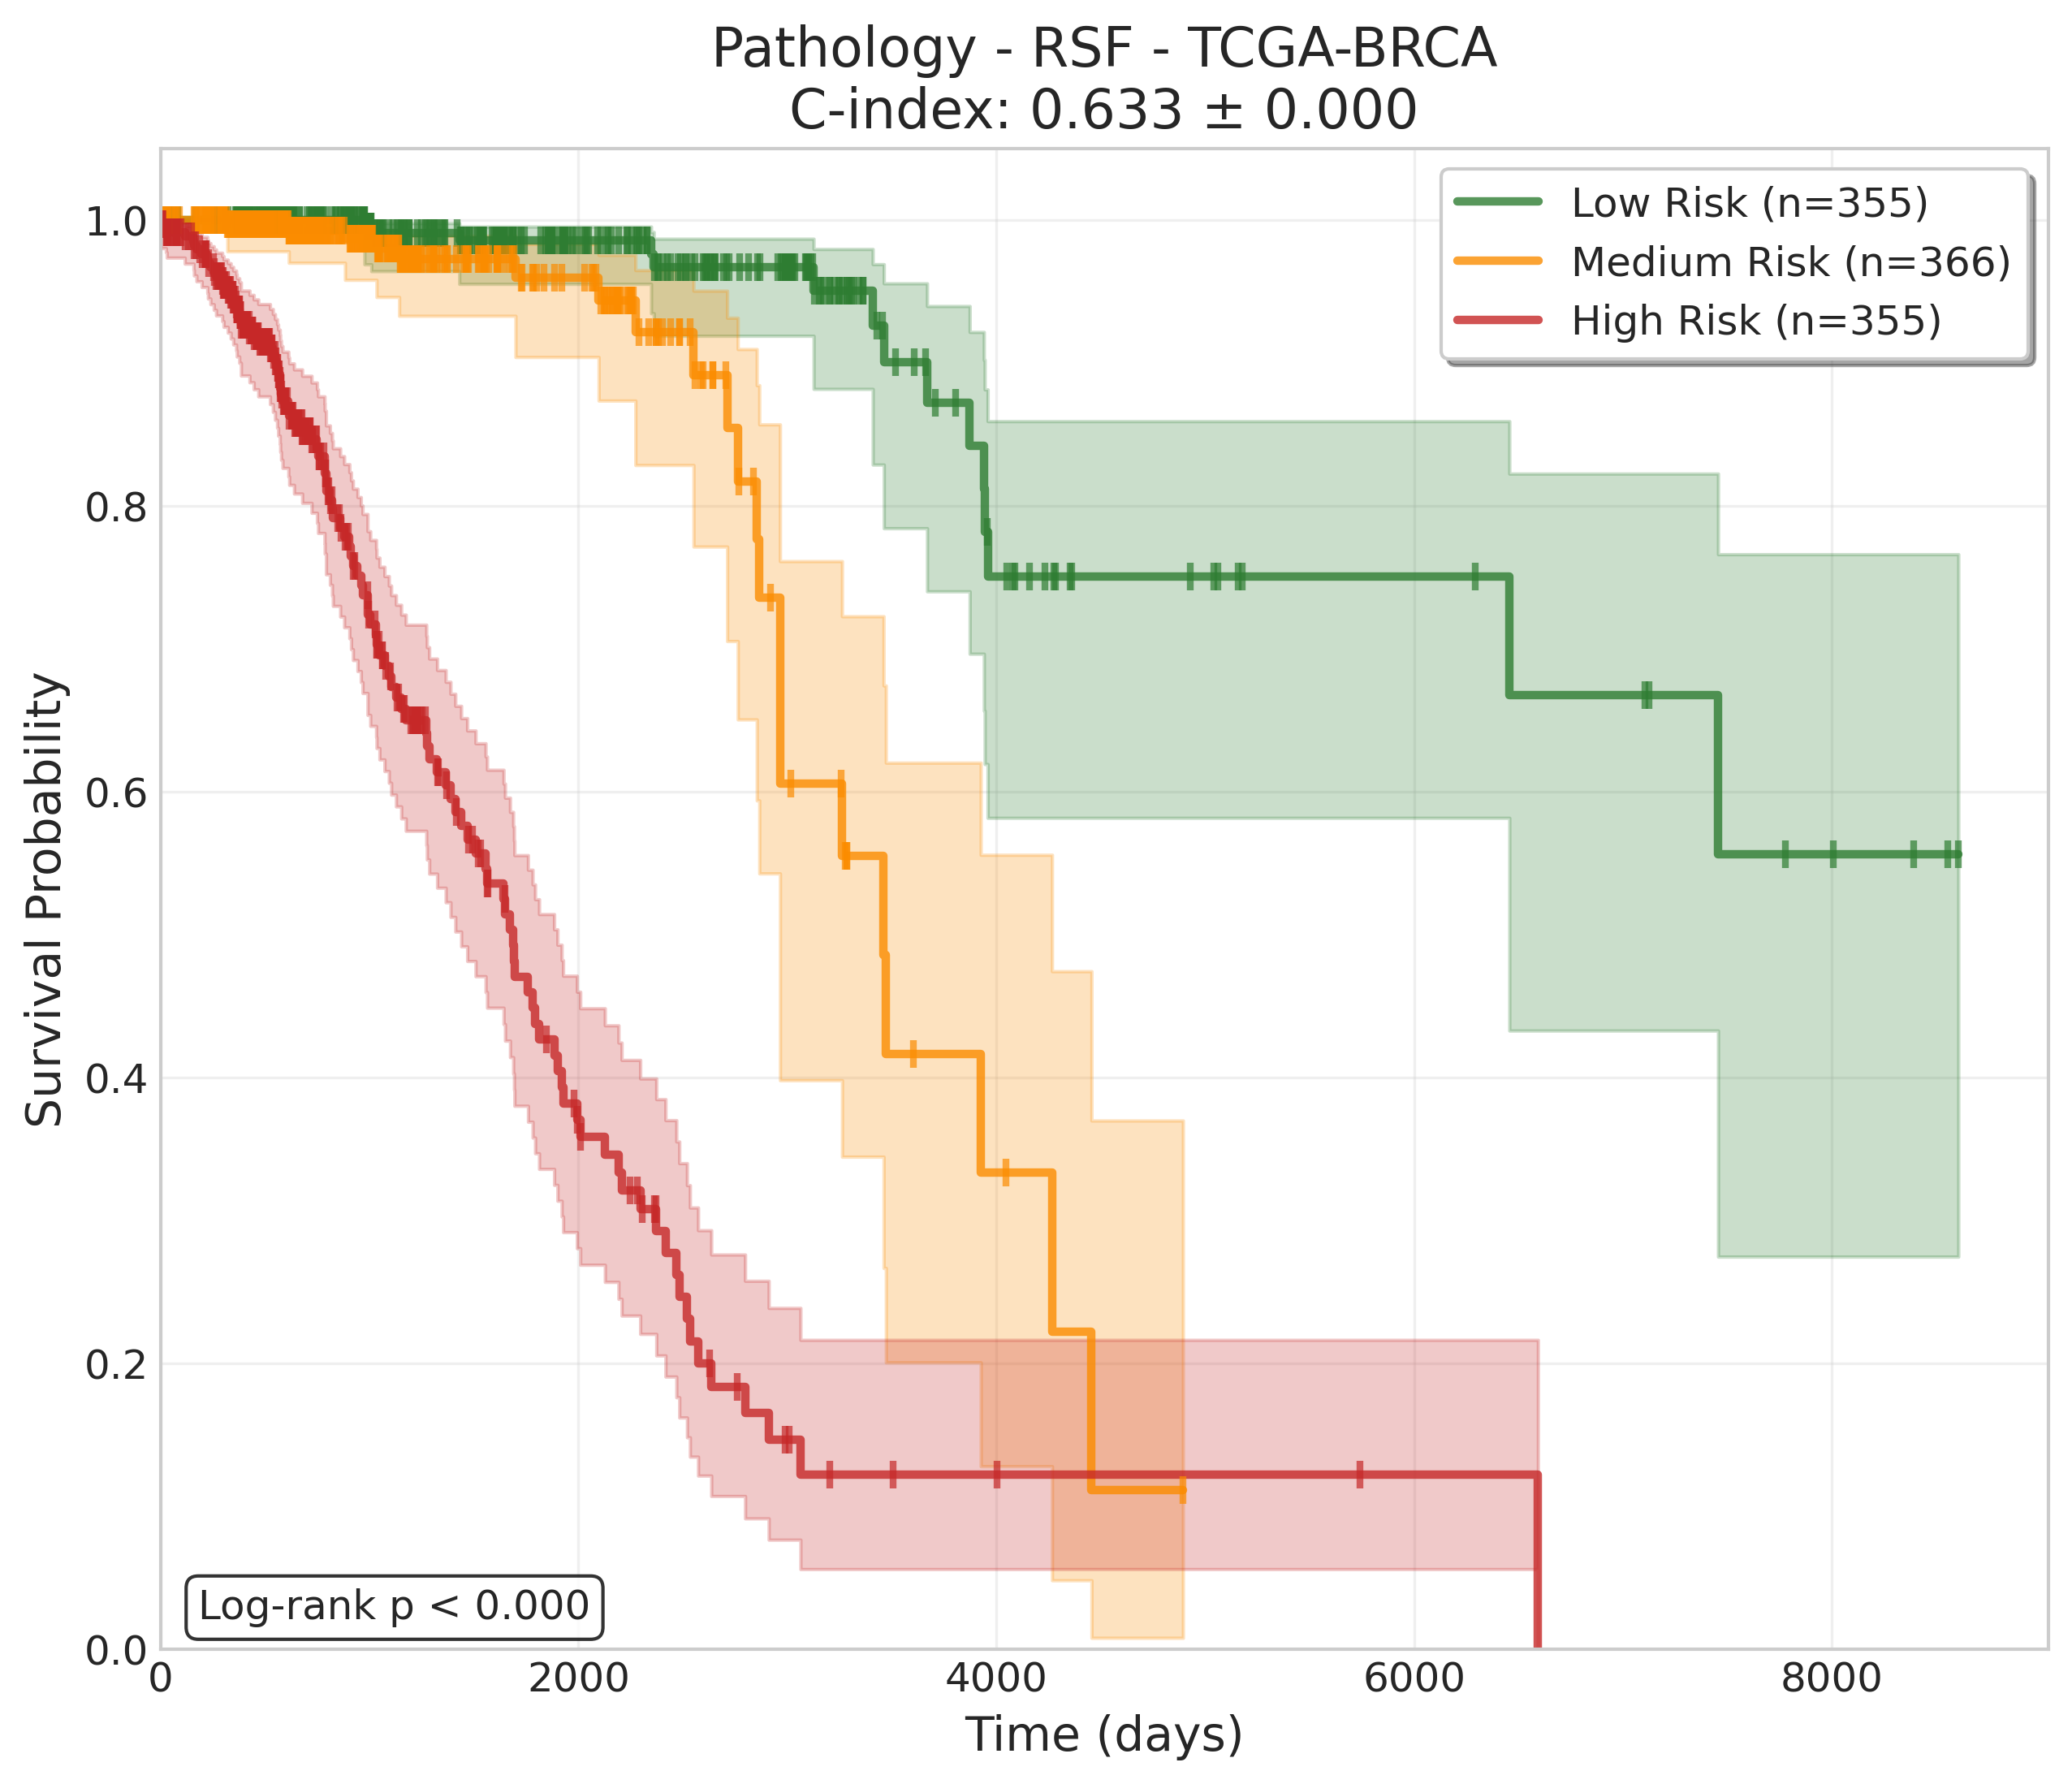 Pathology - RSF - TCGA-BRCA
C-index: 0.633 ± 0.000
Low Risk (n=355)
Medium Risk (n=366)
High Risk (n=355)
Survival Probability
1.0
0.8
0.6
0.4
0.2
0.0
Log-rank p < 0.000
0
2000
4000
6000
8000
Time (days)